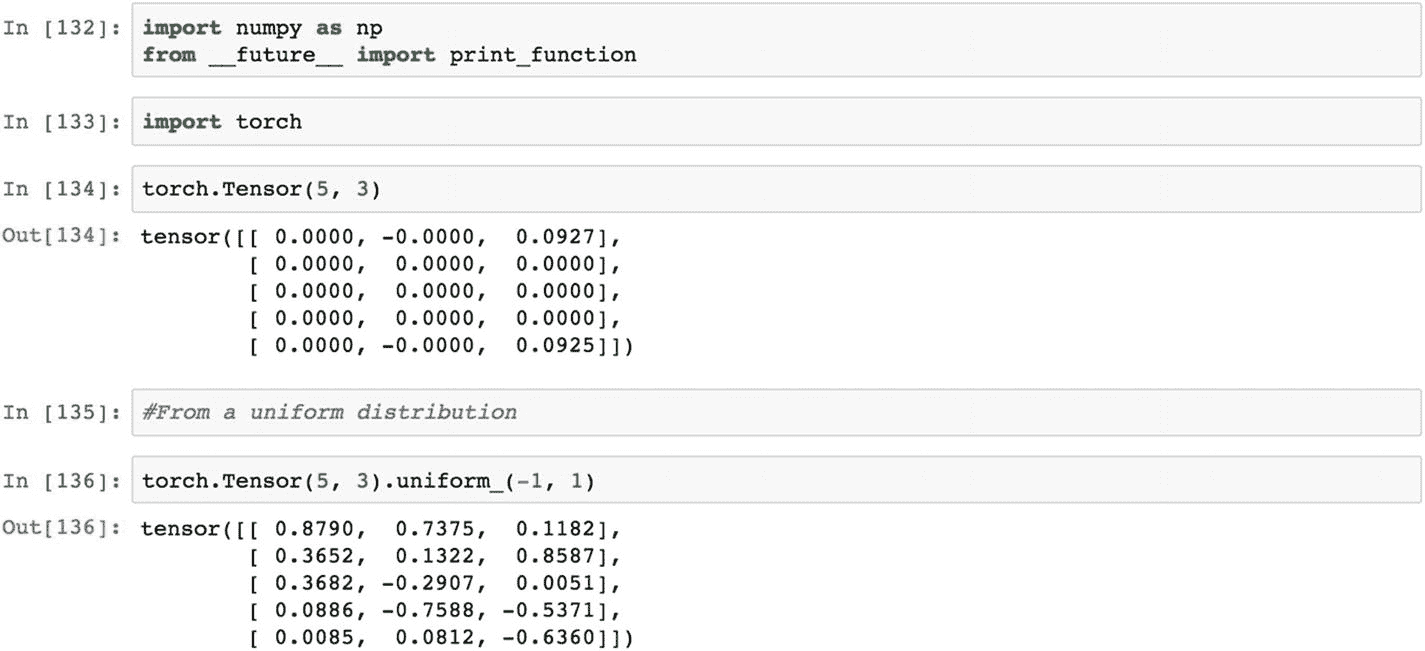 In [132]: import numpy as np
from __future__ import print_function
In [133]: import torch
In [134]: torch.Tensor(5, 3)
Out[134]: tensor([[ 0.0000, -0.0000,  0.0927],
[ 0.0000,  0.0000,  0.0000],
[ 0.0000,  0.0000,  0.0000],
[ 0.0000,  0.0000,  0.0000],
[ 0.0000, -0.0000,  0.0925]])
In [135]: #From a uniform distribution
In [136]: torch.Tensor(5, 3).uniform_(-1, 1)
Out[136]: tensor([[ 0.8790,  0.7375,  0.1182],
[ 0.3652,  0.1322,  0.8587],
[ 0.3682, -0.2907,  0.0051],
[ 0.0886, -0.7588, -0.5371],
[ 0.0085,  0.0812, -0.6360]])